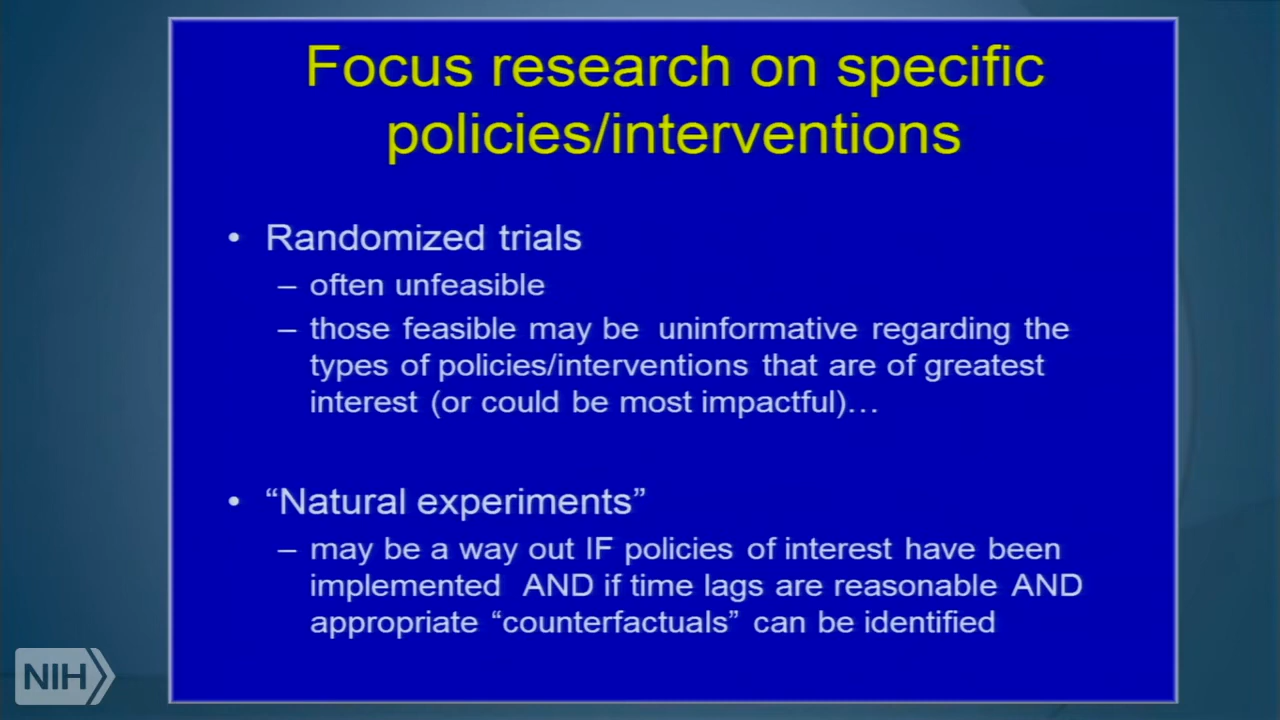 Focus research on specific
policies/interventions
• Randomized trials
– often unfeasible
– those feasible may be uninformative regarding the
types of policies/interventions that are of greatest
interest (or could be most impactful)…
• “Natural experiments”
– may be a way out IF policies of interest have been
implemented AND if time lags are reasonable AND
appropriate “counterfactuals” can be identified
NIH